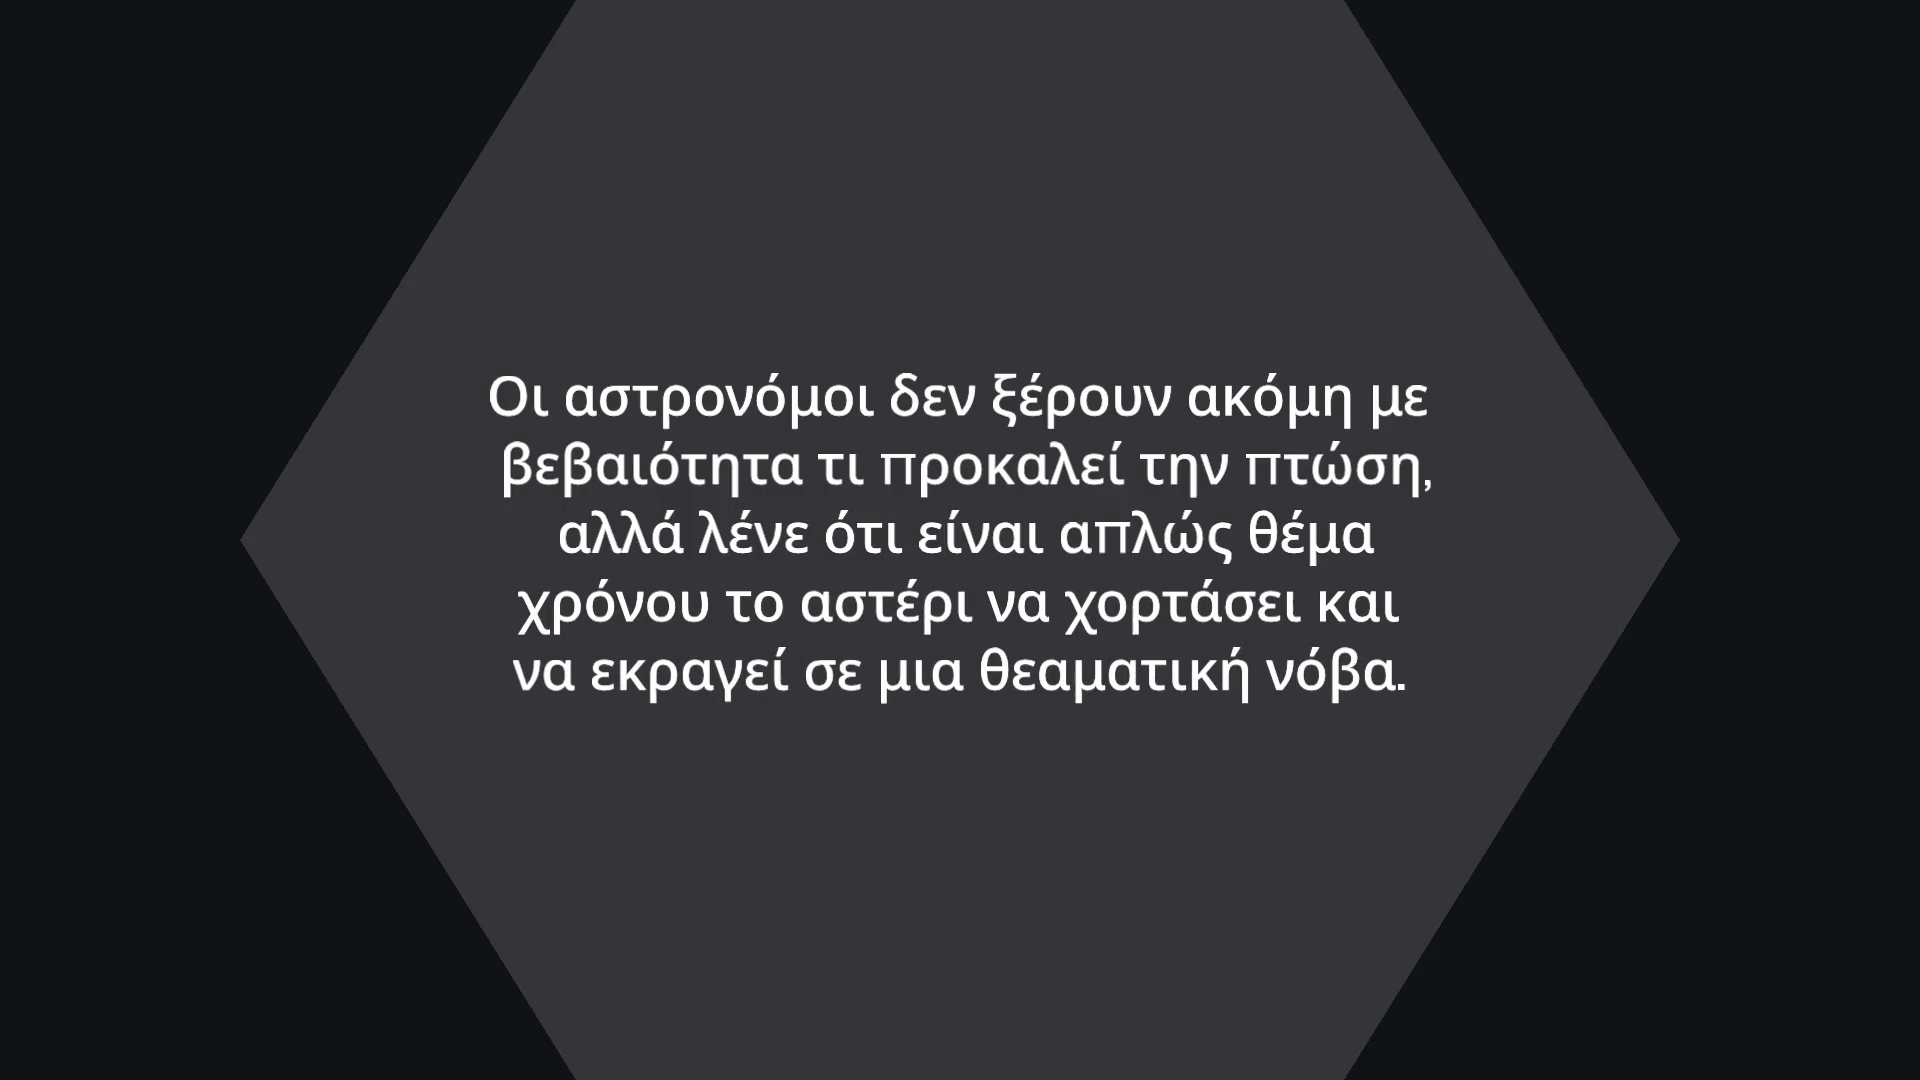 Οι αστρονόμοι δεν ξέρουν ακόμη με
βεβαιότητα τι προκαλεί την πτώση,
αλλά λένε ότι είναι απλώς θέμα
χρόνου το αστέρι να χορτάσει και
να εκραγεί σε μια θεαματική νόβα.